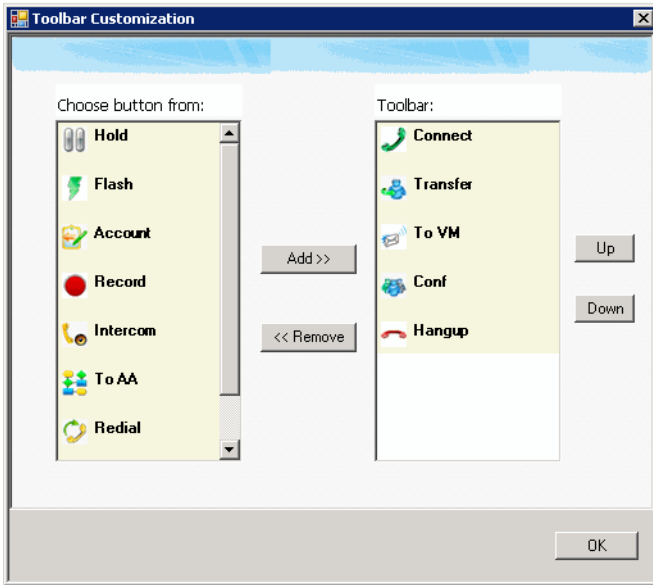 Toolbar Customization
Choose button from:
Hold
Flash
Account
Record
Intercom
To AA
Redial
Add >>
<< Remove
Toolbar:
Connect
Transfer
To VM
Conf
Hangup
Up
Down
OK